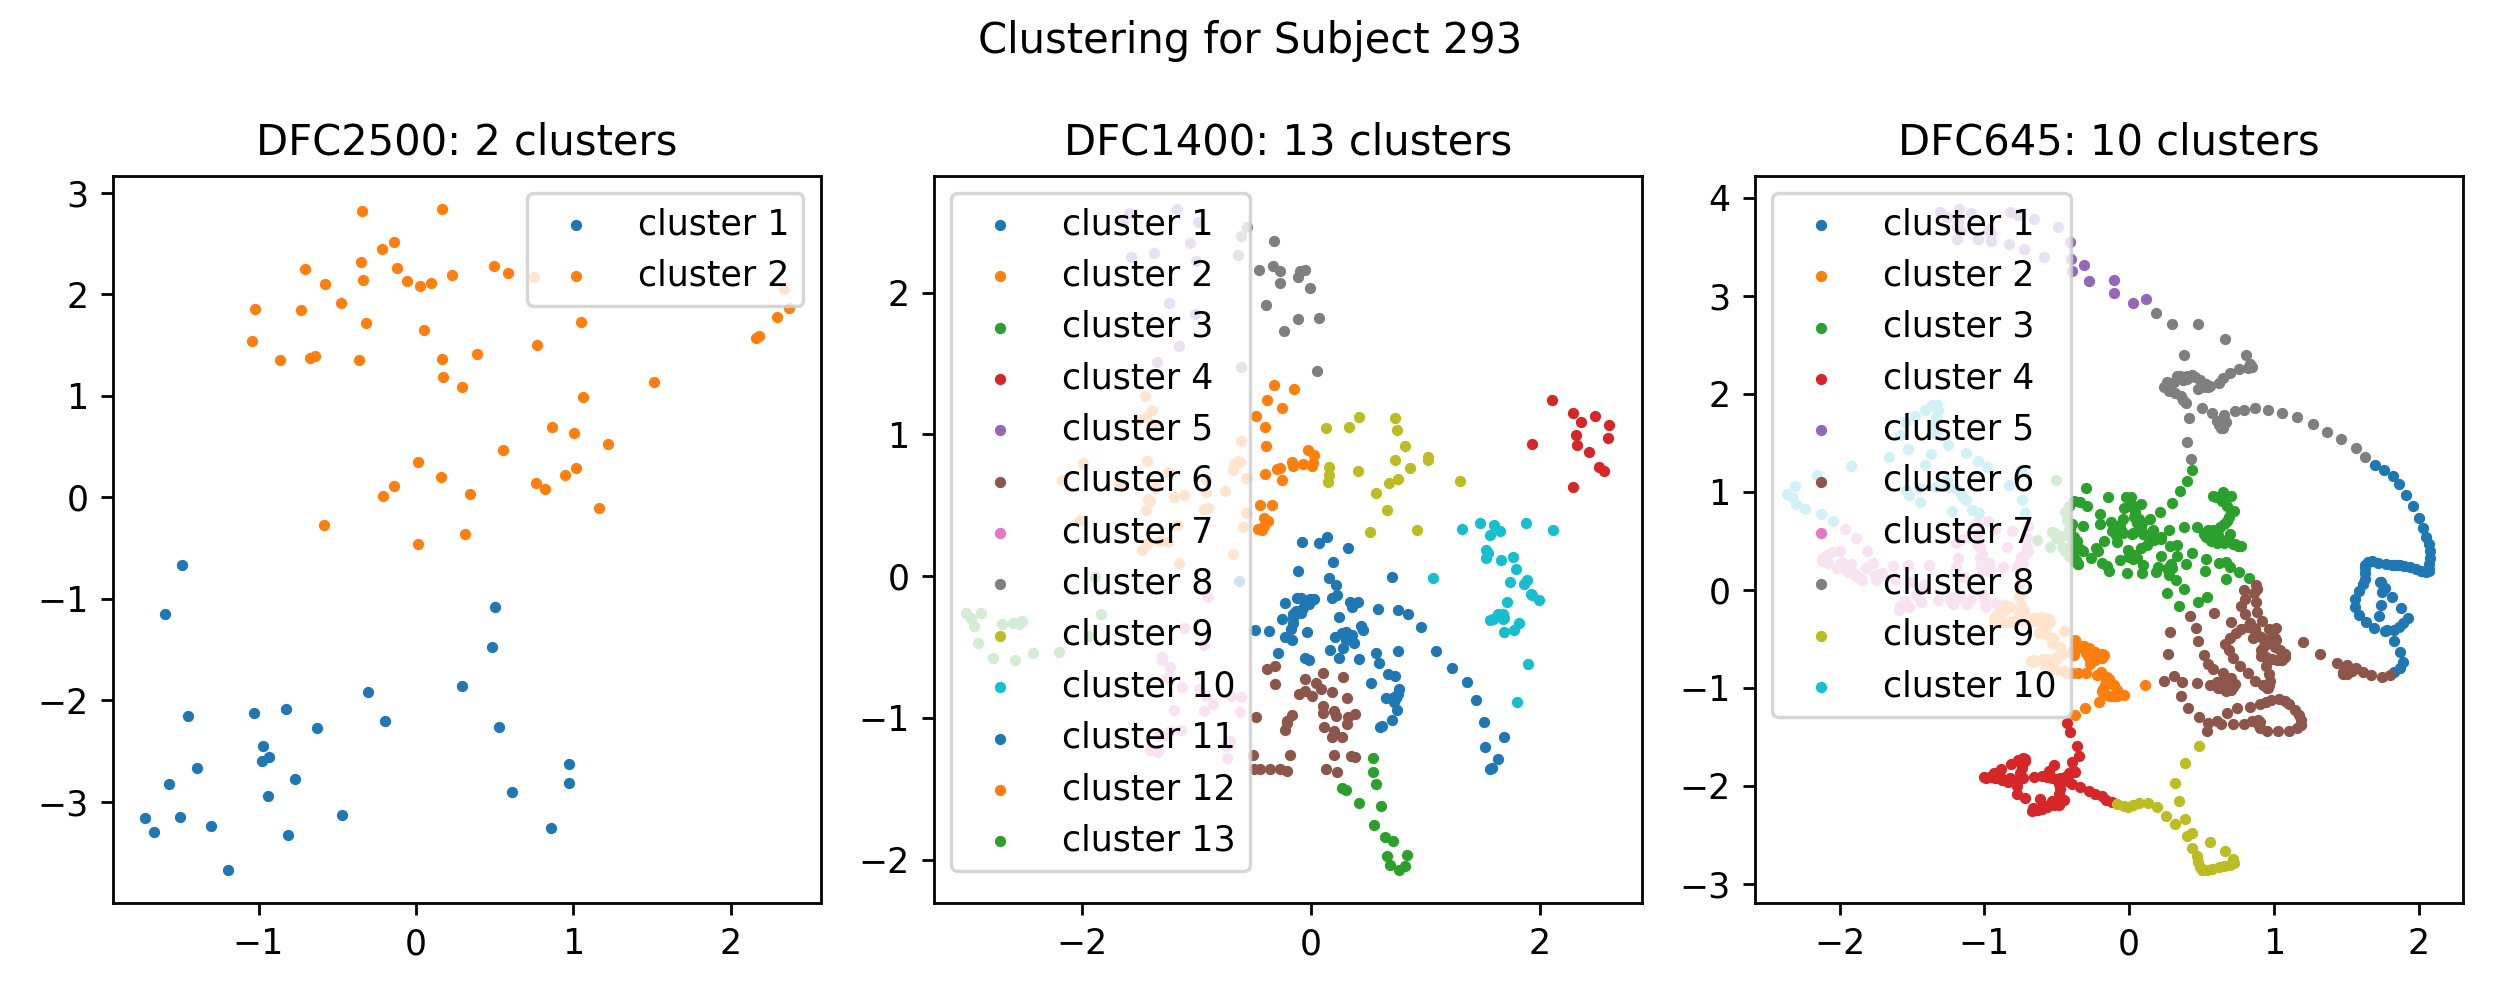 Clustering for Subject 293
DFC2500: 2 clusters
3
2
1
0
−1
−2
−3
−1
0
1
2
cluster 1
cluster 2
DFC1400: 13 clusters
2
1
0
−1
−2
−2
0
2
cluster 1
cluster 2
cluster 3
cluster 4
cluster 5
cluster 6
cluster 7
cluster 8
cluster 9
cluster 10
cluster 11
cluster 12
cluster 13
DFC645: 10 clusters
4
3
2
1
0
−1
−2
−3
−2
−1
0
1
2
cluster 1
cluster 2
cluster 3
cluster 4
cluster 5
cluster 6
cluster 7
cluster 8
cluster 9
cluster 10